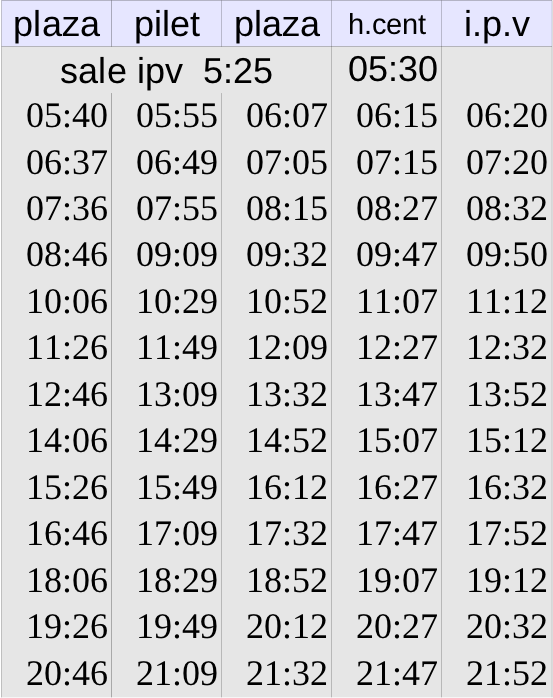 plaza pilet plaza h.cent i.p.v
sale ipv 5:25 05:30
05:40 05:55 06:07 06:15 06:20
06:37 06:49 07:05 07:15 07:20
07:36 07:55 08:15 08:27 08:32
08:46 09:09 09:32 09:47 09:50
10:06 10:29 10:52 11:07 11:12
11:26 11:49 12:09 12:27 12:32
12:46 13:09 13:32 13:47 13:52
14:06 14:29 14:52 15:07 15:12
15:26 15:49 16:12 16:27 16:32
16:46 17:09 17:32 17:47 17:52
18:06 18:29 18:52 19:07 19:12
19:26 19:49 20:12 20:27 20:32
20:46 21:09 21:32 21:47 21:52